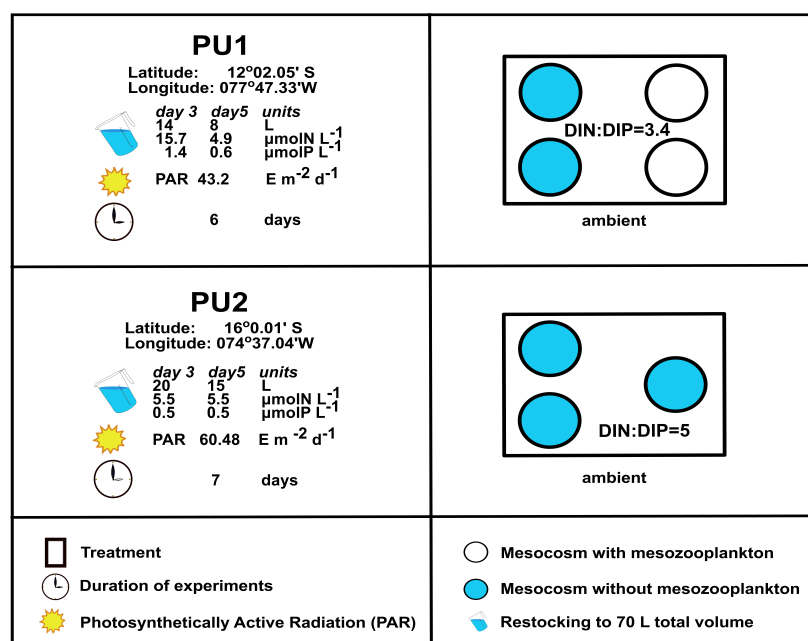 PU1
Latitude: 12°02.05' S
Longitude: 077°47.33'W
day 3 day5 units
14 8 L
15.7 4.9 µmolN L⁻¹
1.4 0.6 µmolP L⁻¹
PAR 43.2 E m⁻² d⁻¹
6 days
DIN:DIP=3.4
ambient
PU2
Latitude: 16°0.01' S
Longitude: 074°37.04'W
day 3 day5 units
20 15 L
5.5 5.5 µmolN L⁻¹
0.5 0.5 µmolP L⁻¹
PAR 60.48 E m⁻² d⁻¹
7 days
DIN:DIP=5
ambient
Treatment
Duration of experiments
Photosynthetically Active Radiation (PAR)
Mesocosm with mesozooplankton
Mesocosm without mesozooplankton
Restocking to 70 L total volume